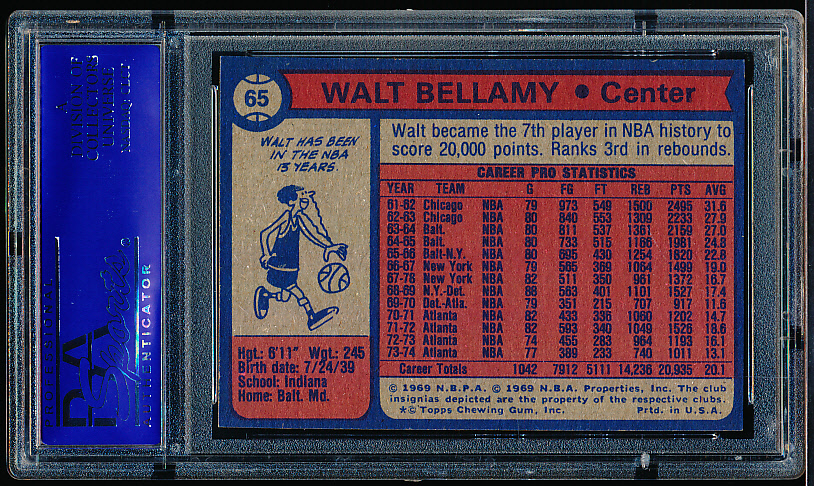 A
DIVISION OF
COLLECTORS
UNIVERSE
NASDAQ: CLCT
PROFESSIONAL
PSA
Sports
AUTHENTICATOR
65
WALT BELLAMY • Center
WALT HAS BEEN
IN THE NBA
13 YEARS.
Hgt.: 6'11" Wgt.: 245
Birth date: 7/24/39
School: Indiana
Home: Balt. Md.
Walt became the 7th player in NBA history to
score 20,000 points. Ranks 3rd in rebounds.
CAREER PRO STATISTICS
YEAR TEAM G FG FT REB PTS AVG
61-62 Chicago NBA 79 973 549 1500 2495 31.6
62-63 Chicago NBA 80 840 553 1309 2233 27.9
63-64 Balt. NBA 80 811 537 1361 2159 27.0
64-65 Balt. NBA 80 733 515 1166 1981 24.8
65-66 Balt-N.Y. NBA 80 695 430 1254 1820 22.8
66-67 New York NBA 79 565 369 1064 1499 19.0
67-76 New York NBA 82 511 350 961 1372 16.7
68-69 N.Y.-Det. NBA 88 563 401 1101 1527 17.4
69-70 Det.-Atla. NBA 79 351 215 707 917 11.6
70-71 Atlanta NBA 82 433 336 1060 1202 14.7
71-72 Atlanta NBA 82 593 340 1049 1526 18.6
72-73 Atlanta NBA 74 455 283 964 1193 16.1
73-74 Atlanta NBA 77 389 233 740 1011 13.1
Career Totals 1042 7912 5111 14,236 20,935 20.1
© 1969 N.B.P.A. © 1969 N.B.A. Properties, Inc. The club
insignias depicted are the property of the respective clubs.
*© Topps Chewing Gum, Inc. Prtd. in U.S.A.